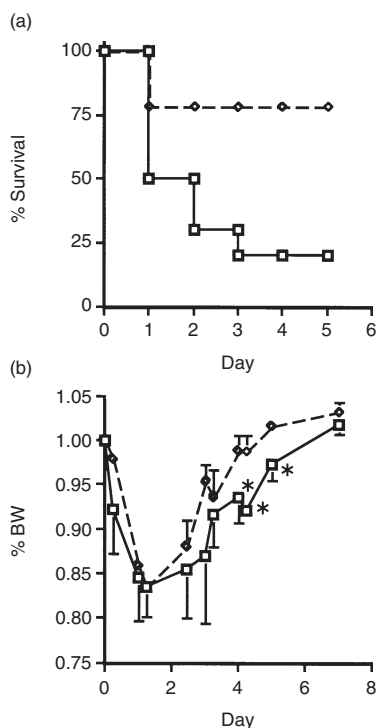 (a)
% Survival
100
75
50
25
0
0 1 2 3 4 5 6
Day
(b)
% BW
1.05
1.00
0.95
0.90
0.85
0.80
0.75
* * *
0 2 4 6 8
Day